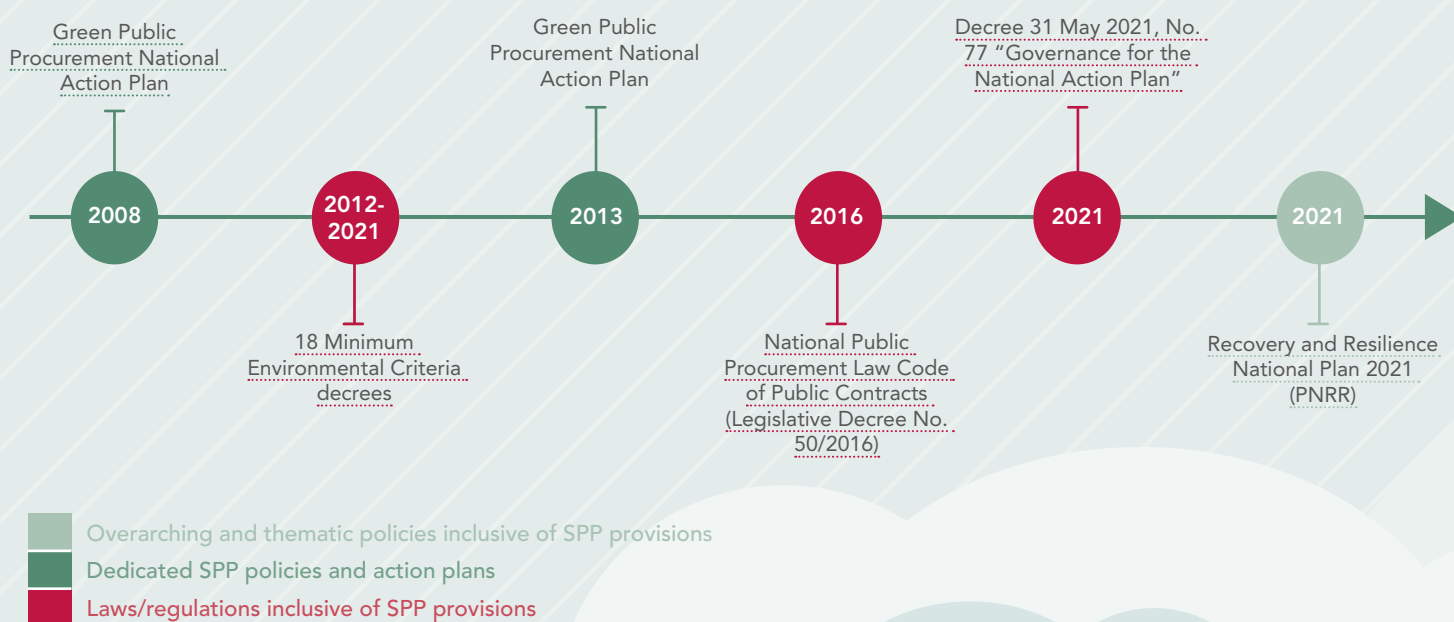 Green Public
Procurement National
Action Plan
Green Public
Procurement National
Action Plan
Decree 31 May 2021, No.
77 “Governance for the
National Action Plan”
2008
2012-
2021
2013
2016
2021
2021
18 Minimum
Environmental Criteria
decrees
National Public
Procurement Law Code
of Public Contracts
(Legislative Decree No.
50/2016)
Recovery and Resilience
National Plan 2021
(PNRR)
Overarching and thematic policies inclusive of SPP provisions
Dedicated SPP policies and action plans
Laws/regulations inclusive of SPP provisions